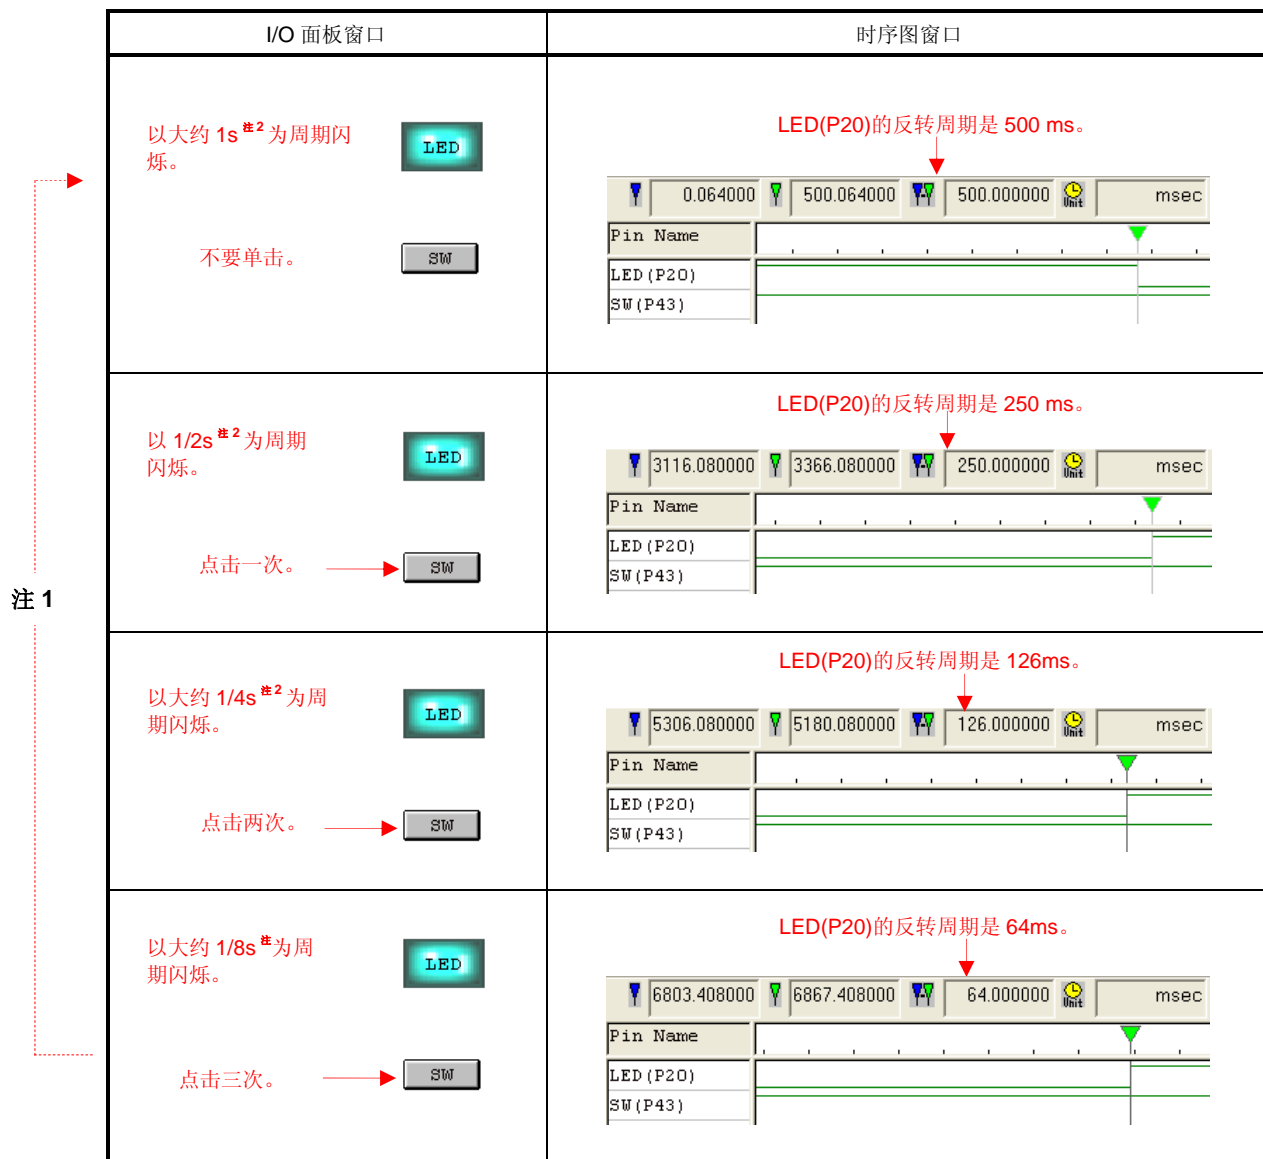 I/O 面板窗口
时序图窗口
以大约 1s 注 2 为周期闪
烁。
LED
不要单击。
SW
LED(P20)的反转周期是 500 ms。
0.064000 500.064000 500.000000 Unit msec
Pin Name
LED(P20)
SW(P43)
以 1/2s 注 2 为周期
闪烁。
LED
点击一次。
SW
LED(P20)的反转周期是 250 ms。
3116.080000 3366.080000 250.000000 Unit msec
Pin Name
LED(P20)
SW(P43)
注 1
以大约 1/4s 注 2 为周
期闪烁。
LED
点击两次。
SW
LED(P20)的反转周期是 126ms。
5306.080000 5180.080000 126.000000 Unit msec
Pin Name
LED(P20)
SW(P43)
以大约 1/8s 注为周
期闪烁。
LED
点击三次。
SW
LED(P20)的反转周期是 64ms。
6803.408000 6867.408000 64.000000 Unit msec
Pin Name
LED(P20)
SW(P43)